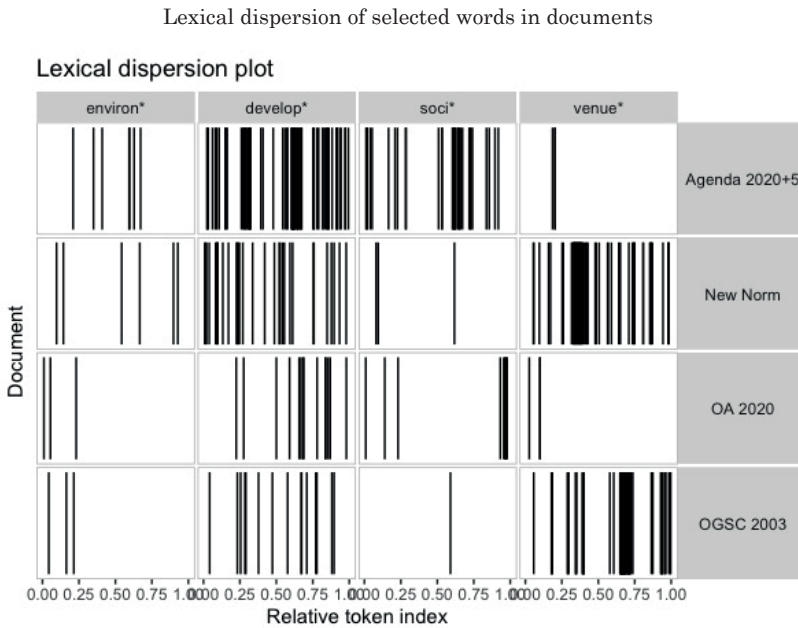 Lexical dispersion of selected words in documents
Lexical dispersion plot
environ* develop* soci* venue*
Agenda 2020+5
New Norm
OA 2020
OGSC 2003
Document
0.00 0.25 0.50 0.75 1.00 0.00 0.25 0.50 0.75 1.00 0.00 0.25 0.50 0.75 1.00 0.00 0.25 0.50 0.75 1.00
Relative token index